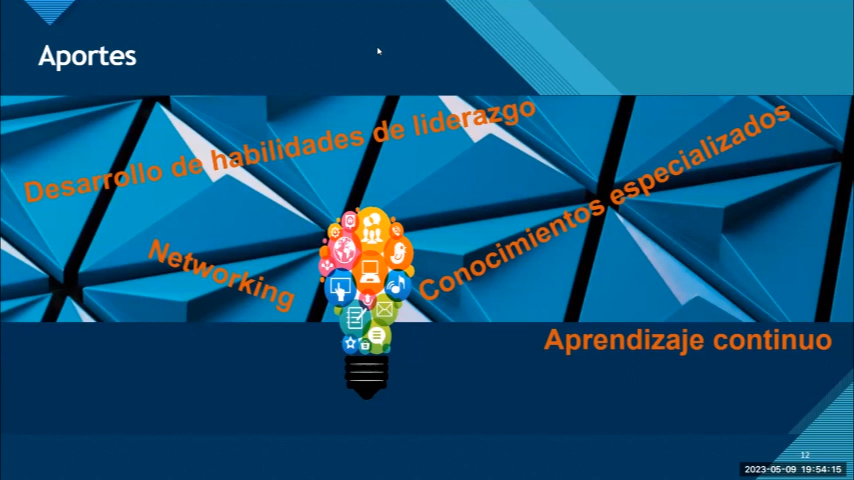 Aportes
Desarrollo de habilidades de liderazgo
Conocimientos especializados
Networking
Aprendizaje continuo
12
2023-05-09 19:54:15